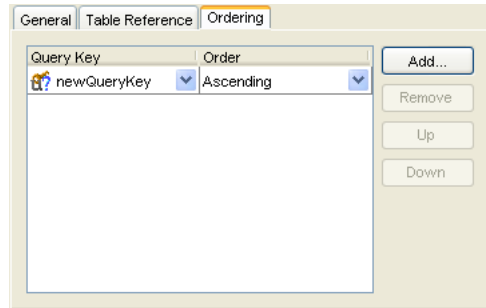 General Table Reference Ordering
Query Key Order Add...
newQueryKey Ascending
Remove
Up
Down